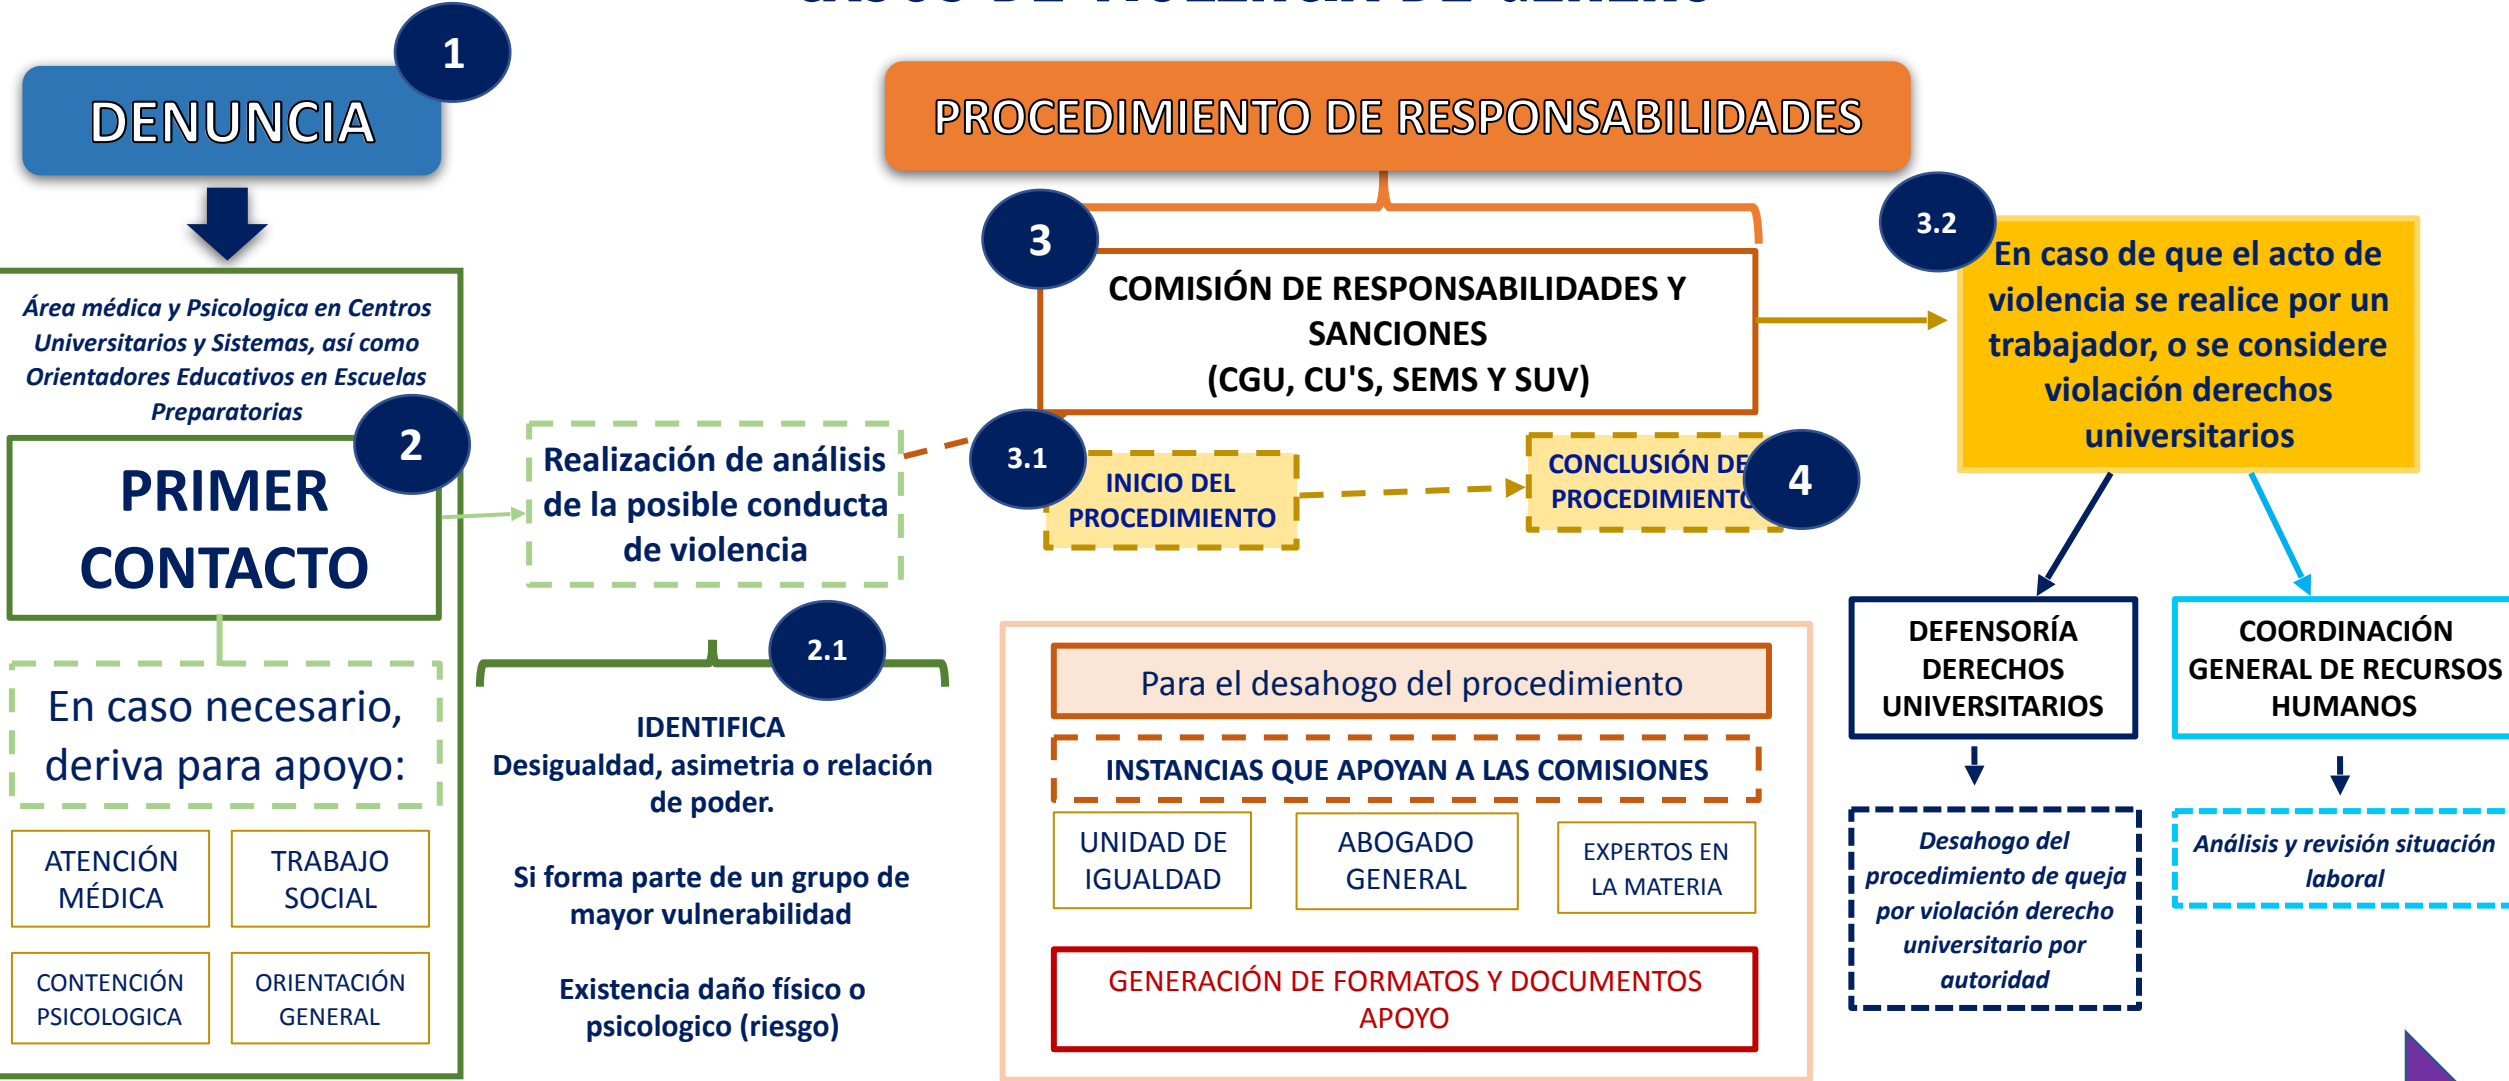 CASOS DE VIOLENCIA DE GÉNERO
1
DENUNCIA
Área médica y Psicologica en Centros
Universitarios y Sistemas, así como
Orientadores Educativos en Escuelas
Preparatorias
2
PRIMER
CONTACTO
En caso necesario,
deriva para apoyo:
ATENCIÓN
MÉDICA
TRABAJO
SOCIAL
CONTENCIÓN
PSICOLOGICA
ORIENTACIÓN
GENERAL
Realización de análisis
de la posible conducta
de violencia
2.1
IDENTIFICA
Desigualdad, asimetria o relación
de poder.
Si forma parte de un grupo de
mayor vulnerabilidad
Existencia daño físico o
psicologico (riesgo)
PROCEDIMIENTO DE RESPONSABILIDADES
3
COMISIÓN DE RESPONSABILIDADES Y
SANCIONES
(CGU, CU'S, SEMS Y SUV)
3.1
INICIO DEL
PROCEDIMIENTO
CONCLUSIÓN DE
PROCEDIMIENTO
4
Para el desahogo del procedimiento
INSTANCIAS QUE APOYAN A LAS COMISIONES
UNIDAD DE
IGUALDAD
ABOGADO
GENERAL
EXPERTOS EN
LA MATERIA
GENERACIÓN DE FORMATOS Y DOCUMENTOS
APOYO
3.2
En caso de que el acto de
violencia se realice por un
trabajador, o se considere
violación derechos
universitarios
DEFENSORÍA
DERECHOS
UNIVERSITARIOS
Desahogo del
procedimiento de queja
por violación derecho
universitario por
autoridad
COORDINACIÓN
GENERAL DE RECURSOS
HUMANOS
Análisis y revisión situación
laboral